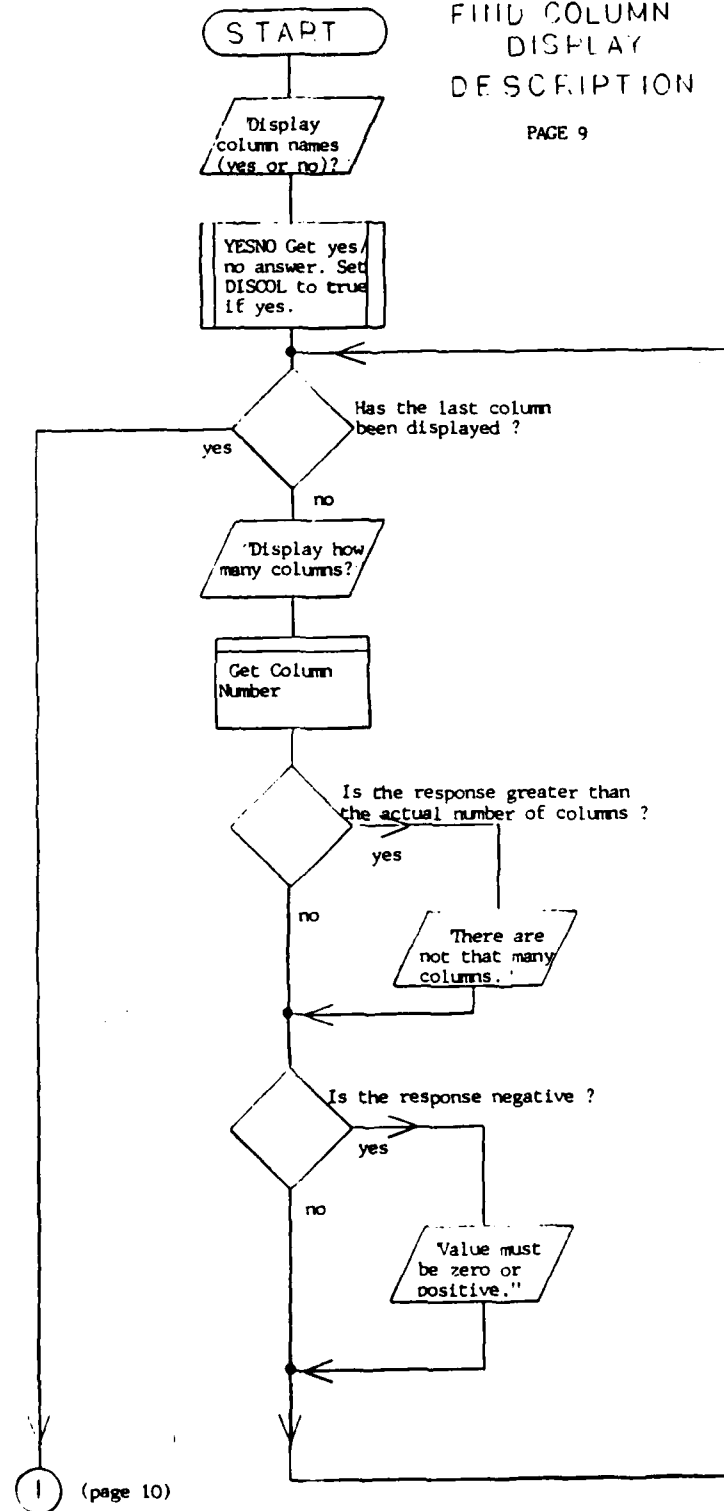 START
FIND COLUMN
DISPLAY
DESCRIPTION
PAGE 9
"Display
column names
(yes or no)?
YESNO Get yes/
no answer. Set
DISCOL to true
if yes.
Has the last column
been displayed ?
yes
no
"Display how
many columns?
Get Column
Number
Is the response greater than
the actual number of columns ?
yes
no
"There are
not that many
columns."
Is the response negative ?
yes
no
"Value must
be zero or
positive."
1 (page 10)